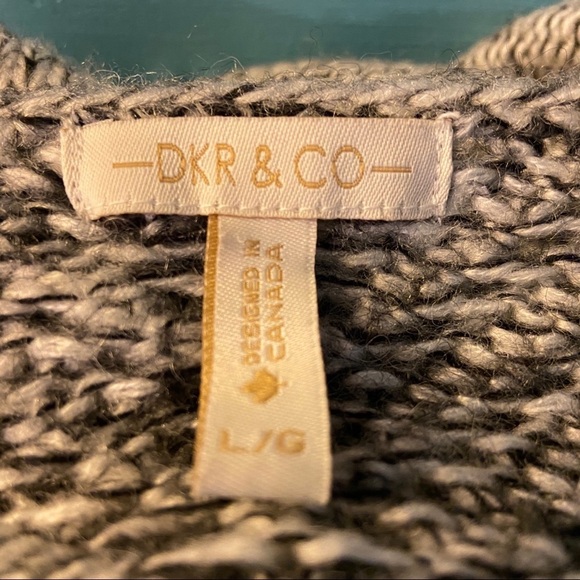 —DKR & CO—
DESIGNED IN
CANADA
L/G